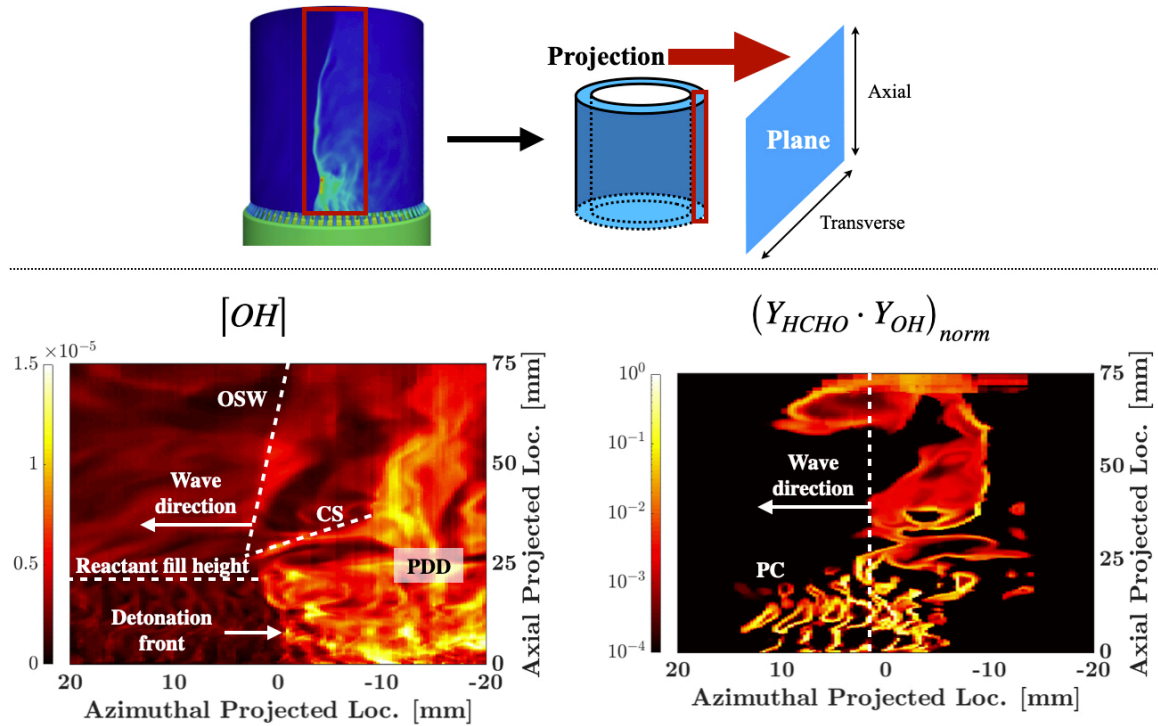 Projection
Axial
Plane
Transverse
⌈OH⌉
(Y_HCHO · Y_OH)_norm
×10⁻⁵
1.5
1
0.5
0
OSW
Wave
direction
CS
Reactant fill height
PDD
Detonation
front
75
50
25
0
Axial Projected Loc. [mm]
20 10 0 -10 -20
Azimuthal Projected Loc. [mm]
10⁰
10⁻¹
10⁻²
10⁻³
10⁻⁴
Wave
direction
PC
75
50
25
0
Axial Projected Loc. [mm]
20 10 0 -10 -20
Azimuthal Projected Loc. [mm]